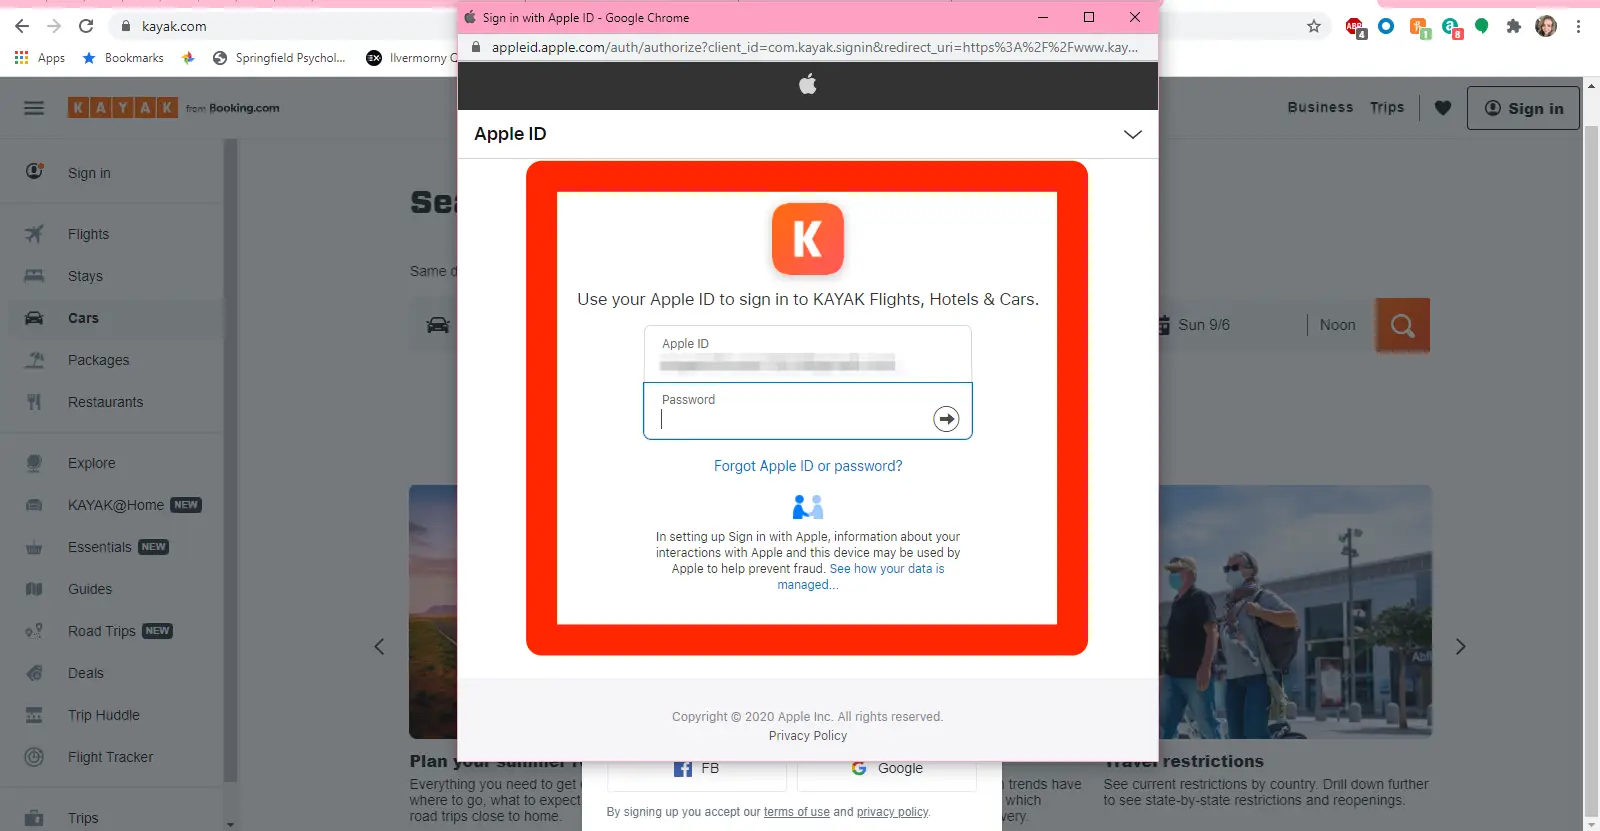 Sign in with Apple ID - Google Chrome
kayak.com
appleid.apple.com/auth/authorize?client_id=com.kayak.signin&redirect_uri=https%3A%2F%2Fwww.kay...
ABP 4 1 a 8
Apps Bookmarks Springfield Psychol... EX Ilvermorny
KAYAK from Booking.com
Business Trips Sign in
Apple ID
Sign in
Flights
Stays
Cars
Packages
Restaurants
Explore
KAYAK@Home NEW
Essentials NEW
Guides
Road Trips NEW
Deals
Trip Huddle
Flight Tracker
Trips
Same
Sun 9/6 Noon
K
Use your Apple ID to sign in to KAYAK Flights, Hotels & Cars.
Apple ID
Password
Forgot Apple ID or password?
In setting up Sign in with Apple, information about your
interactions with Apple and this device may be used by
Apple to help prevent fraud. See how your data is
managed...
Copyright © 2020 Apple Inc. All rights reserved.
Privacy Policy
FB Google
By signing up you accept our terms of use and privacy policy.
Plan your summer
Everything you need to get
where to go, what to expect
road trips close to home.
trends have
which
Travel restrictions
See current restrictions by country. Drill down further
to see state-by-state restrictions and reopenings.